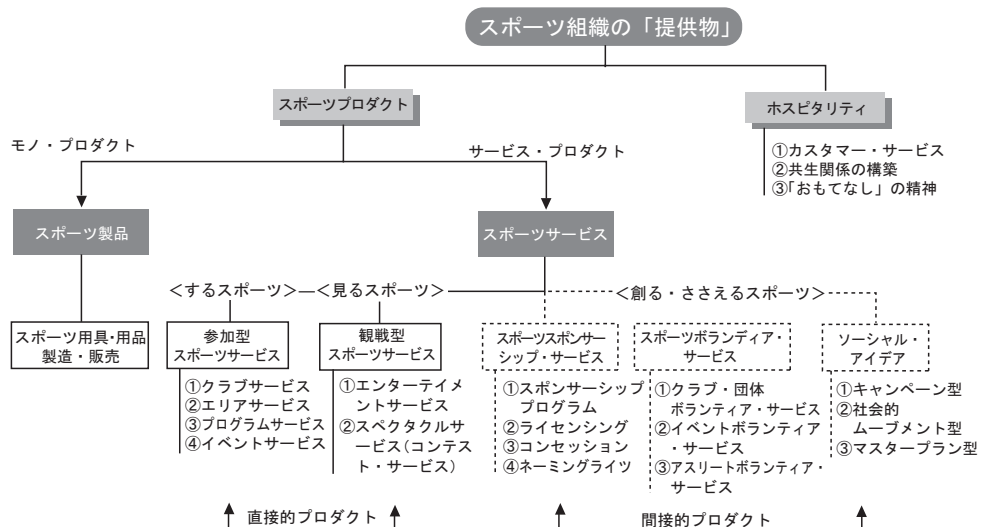 スポーツ組織の「提供物」
スポーツプロダクト
ホスピタリティ
①カスタマー・サービス
②共生関係の構築
③「おもてなし」の精神
モノ・プロダクト
サービス・プロダクト
スポーツ製品
スポーツサービス
＜するスポーツ＞
＜見るスポーツ＞
＜創る・ささえるスポーツ＞
スポーツ用具・用品
製造・販売
参加型
スポーツサービス
①クラブサービス
②エリアサービス
③プログラムサービス
④イベントサービス
観戦型
スポーツサービス
①エンターテイメ
ントサービス
②スペクタクルサ
ービス（コンテス
ト・サービス）
スポーツスポンサー
シップ・サービス
①スポンサーシップ
プログラム
②ライセンシング
③コンセッション
④ネーミングライツ
スポーツボランディア・
サービス
①クラブ・団体
ボランティア・サービス
②イベントボランティア
・サービス
③アスリートボランティア・
サービス
ソーシャル・
アイデア
①キャンペーン型
②社会的
ムーブメント型
③マスタープラン型
直接的プロダクト
間接的プロダクト